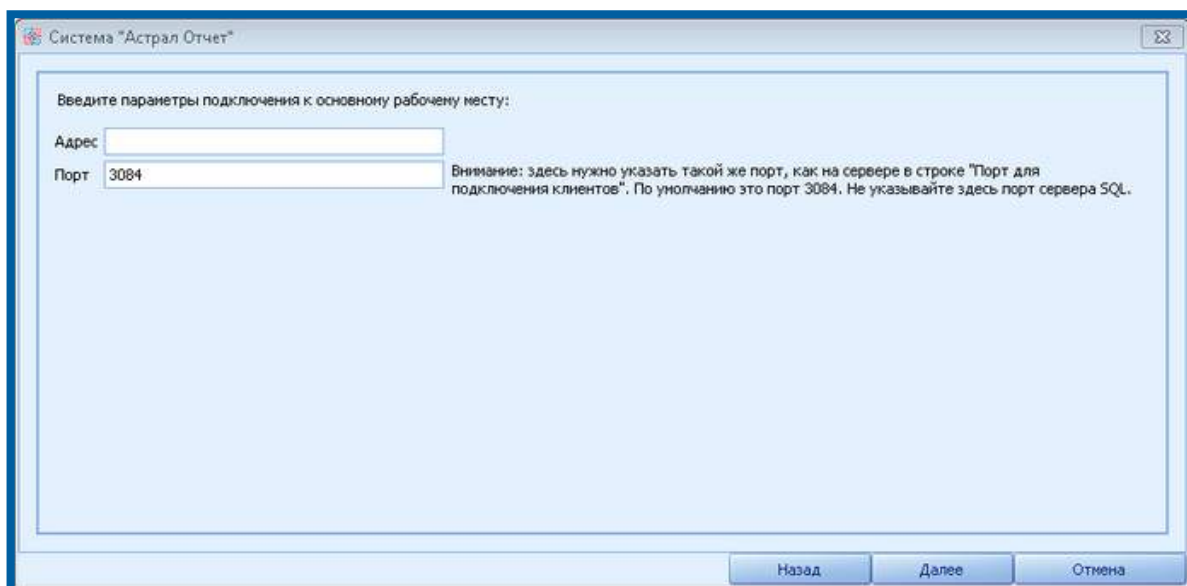 Система "Астрал Отчет"
Введите параметры подключения к основному рабочему месту:
Адрес
Порт 3084 Внимание: здесь нужно указать такой же порт, как на сервере в строке "Порт для
подключения клиентов". По умолчанию это порт 3084. Не указывайте здесь порт сервера SQL.
Назад Далее Отмена